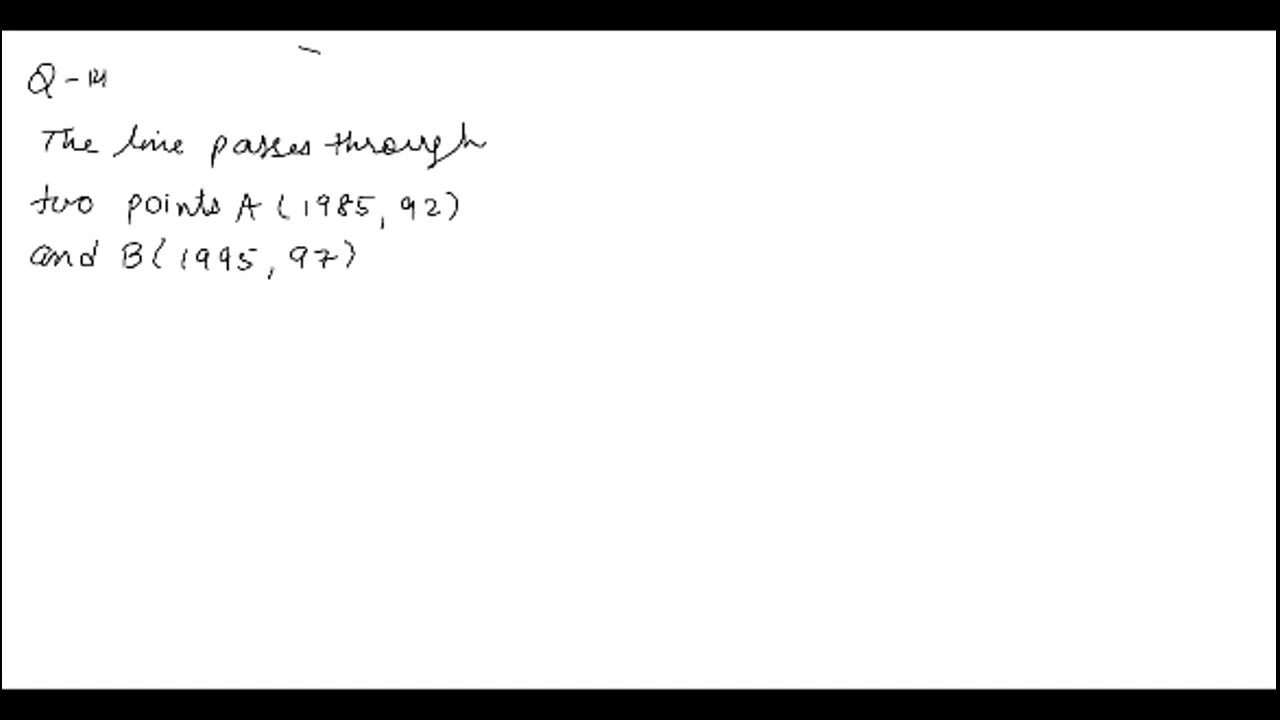 Q-14
The line passes through
two points A (1985, 92)
and B (1995, 97)